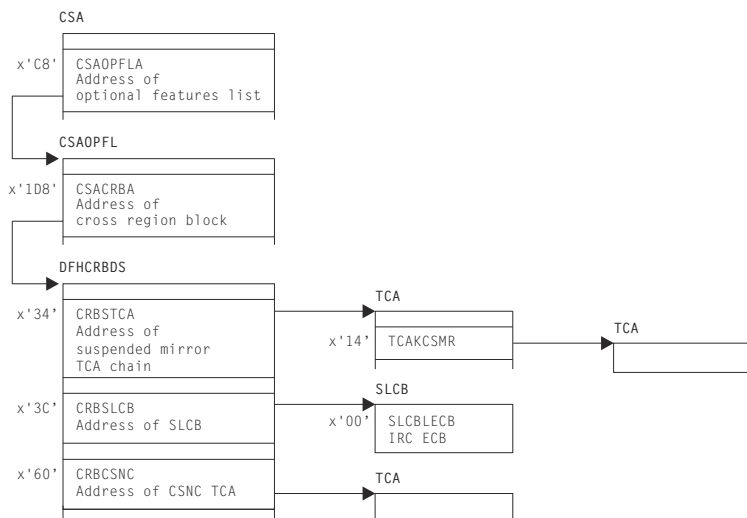 CSA
x'C8'
CSAOPFLA
Address of
optional features list
CSAOPFL
x'1D8'
CSACRBA
Address of
cross region block
DFHCRBDS
x'34'
CRBSTCA
Address of
suspended mirror
TCA chain
TCA
x'14'
TCAKCSMR
TCA
x'3C'
CRBSLCB
Address of SLCB
SLCB
x'00'
SLCBLECB
IRC ECB
x'60'
CRBCSNC
Address of CSNC TCA
TCA